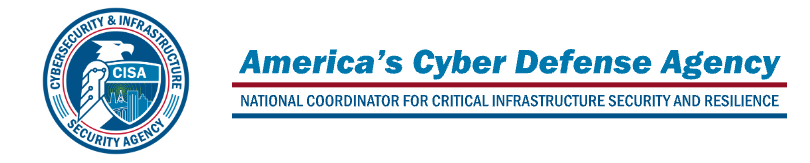 CYBERSECURITY & INFRASTRUCTURE
CISA
SECURITY AGENCY
America's Cyber Defense Agency
NATIONAL COORDINATOR FOR CRITICAL INFRASTRUCTURE SECURITY AND RESILIENCE